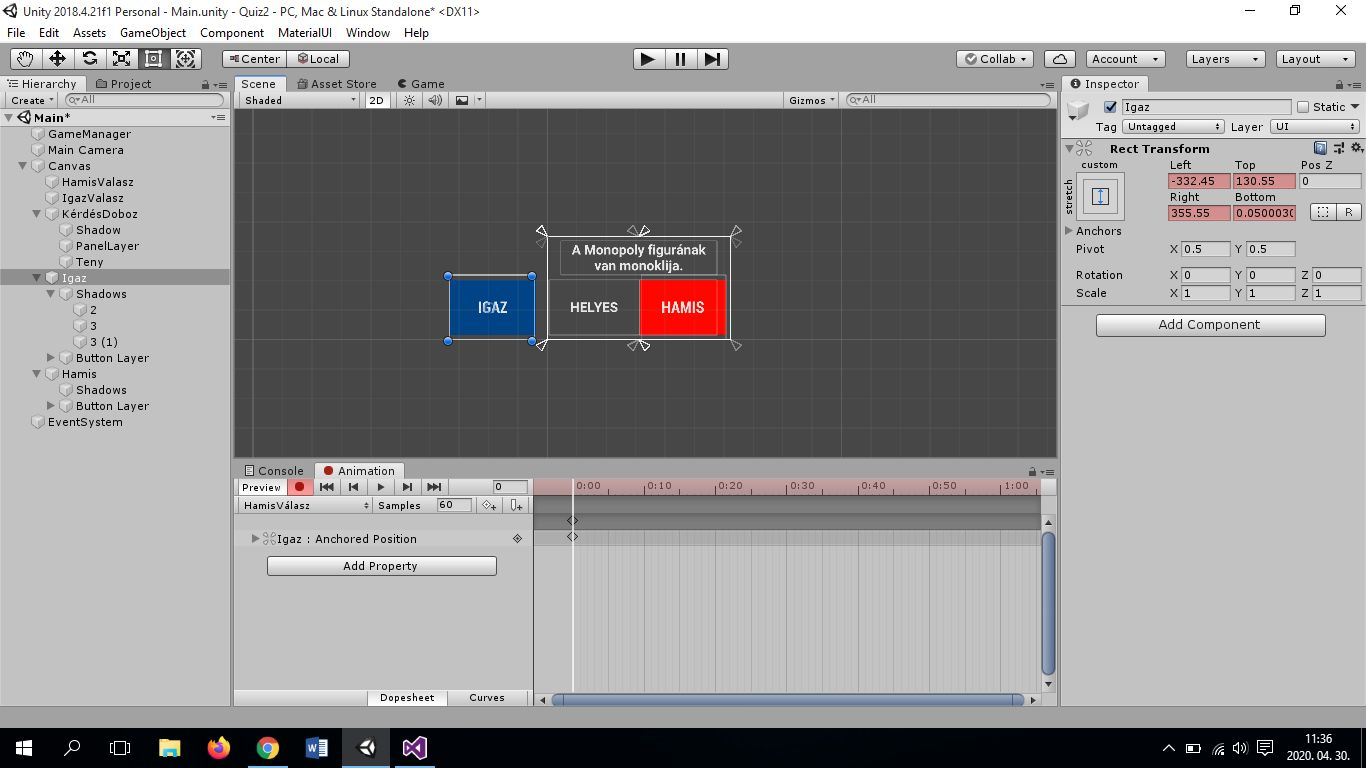 Unity 2018.4.21f1 Personal - Main.unity - Quiz2 - PC, Mac & Linux Standalone* <DX11>
File Edit Assets GameObject Component MaterialUI Window Help
Center Local Collab Account Layers Layout
Hierarchy Project
Create All
Main*
GameManager
Main Camera
Canvas
HamisValasz
IgazValasz
KérdésDoboz
Shadow
PanelLayer
Teny
Igaz
Shadows
2
3
3 (1)
Button Layer
Hamis
Shadows
Button Layer
EventSystem
Scene Asset Store Game
Shaded 2D Gizmos All
A Monopoly figurának
van monoklija.
IGAZ HELYES HAMIS
Console Animation
Preview 0 0:00 0:10 0:20 0:30 0:40 0:50 1:00
HamisVálasz Samples 60
Igaz : Anchored Position
Add Property
Dopesheet Curves
Inspector
Igaz Static
Tag Untagged Layer UI
Rect Transform
custom Left Top Pos Z
stretch -332.45 130.55 0
Right Bottom
355.55 0.0500030 R
Anchors
Pivot X 0.5 Y 0.5
Rotation X 0 Y 0 Z 0
Scale X 1 Y 1 Z 1
Add Component
11:36
2020. 04. 30.